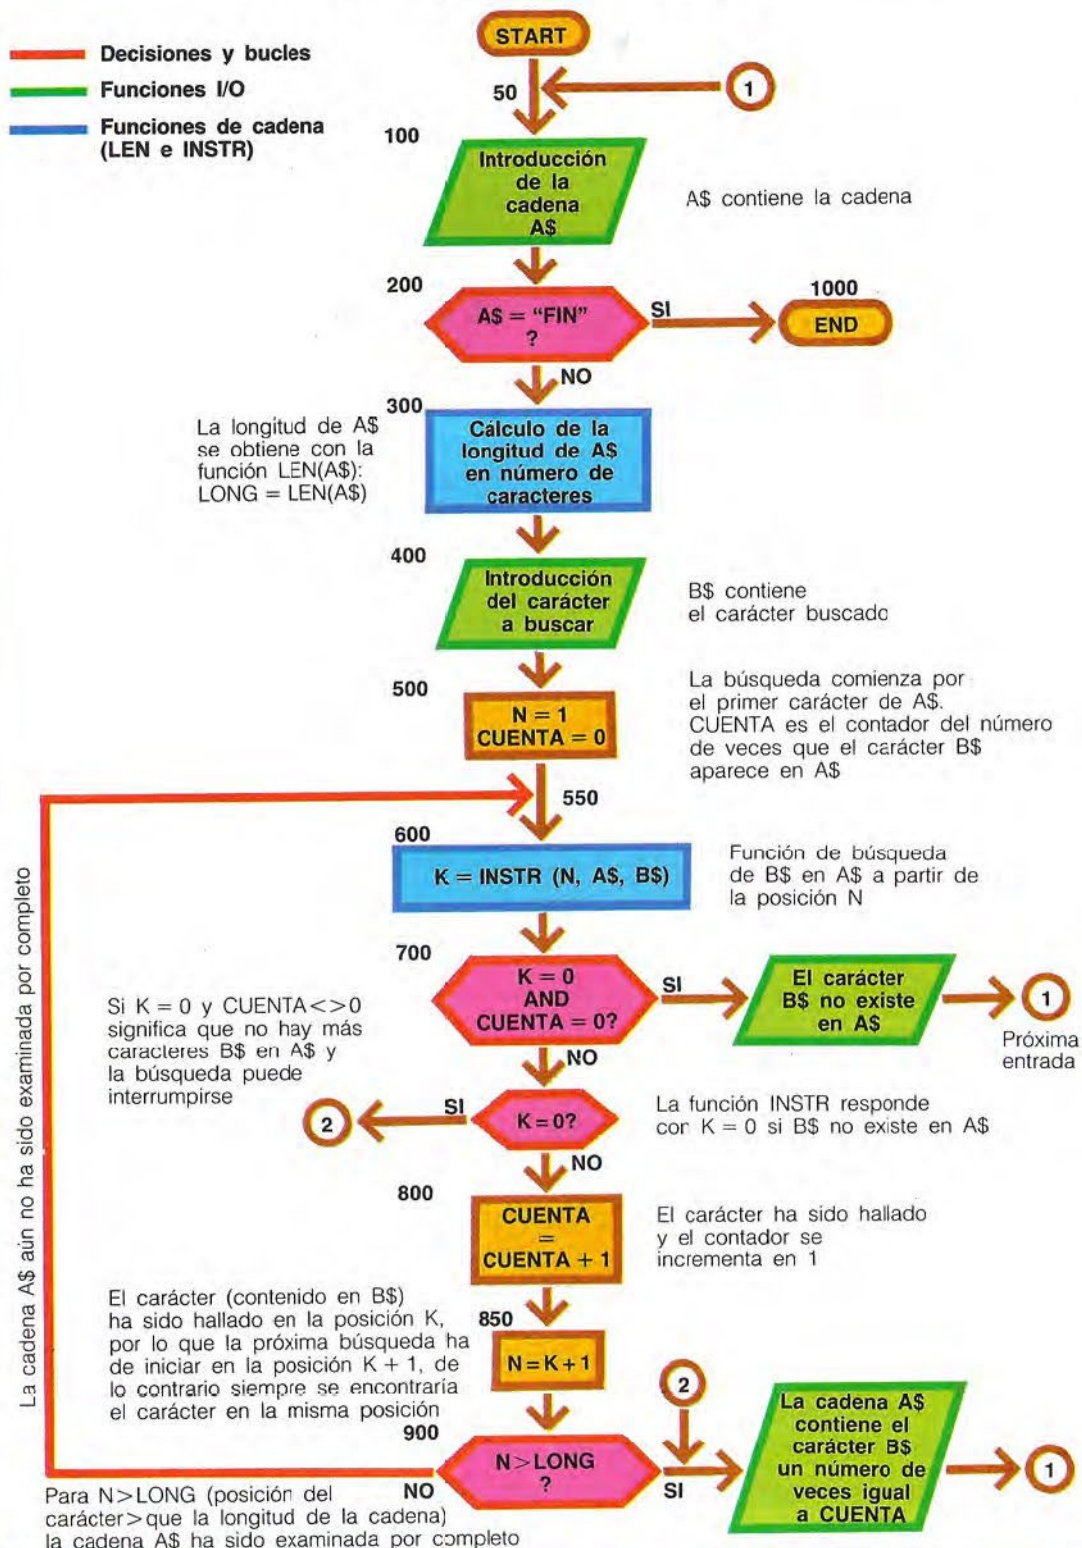 START
Decisiones y bucles
Funciones I/O
Funciones de cadena
(LEN e INSTR)
50
1
100
Introducción
de la
cadena
A$
A$ contiene la cadena
200
A$ = “FIN”
?
SI
1000
END
NO
300
La longitud de A$
se obtiene con la
función LEN(A$):
LONG = LEN(A$)
Cálculo de la
longitud de A$
en número de
caracteres
400
Introducción
del carácter
a buscar
B$ contiene
el carácter buscado
500
N = 1
CUENTA = 0
La búsqueda comienza por
el primer carácter de A$.
CUENTA es el contador del número
de veces que el carácter B$
aparece en A$
550
600
K = INSTR (N, A$, B$)
Función de búsqueda
de B$ en A$ a partir de
la posición N
700
K = 0
AND
CUENTA = 0?
SI
El carácter
B$ no existe
en A$
1
Próxima
entrada
Si K = 0 y CUENTA<>0
significa que no hay más
caracteres B$ en A$ y
la búsqueda puede
interrumpirse
NO
2
SI
K = 0?
La función INSTR responde
con K = 0 si B$ no existe en A$
NO
800
CUENTA
=
CUENTA + 1
El carácter ha sido hallado
y el contador se
incrementa en 1
El carácter (contenido en B$)
ha sido hallado en la posición K,
por lo que la próxima búsqueda ha
de iniciar en la posición K + 1, de
lo contrario siempre se encontraría
el carácter en la misma posición
850
N = K + 1
2
900
N > LONG
?
NO
SI
La cadena A$
contiene el
carácter B$
un número de
veces igual
a CUENTA
1
Para N>LONG (posición del
carácter>que la longitud de la cadena)
la cadena A$ ha sido examinada por completo
La cadena A$ aún no ha sido examinada por completo